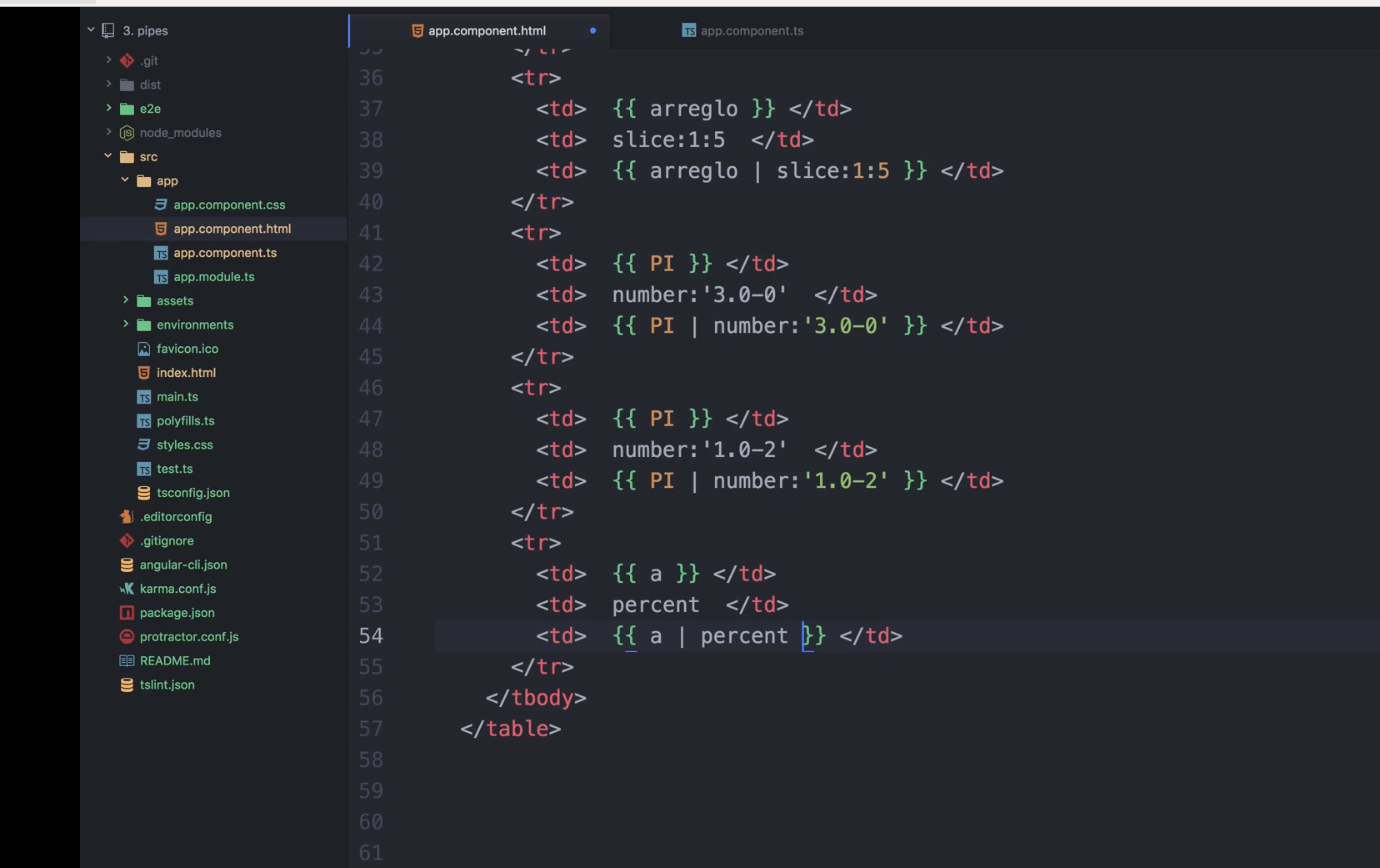 3. pipes
.git
dist
e2e
node_modules
src
app
app.component.css
app.component.html
app.component.ts
app.module.ts
assets
environments
favicon.ico
index.html
main.ts
polyfills.ts
styles.css
test.ts
tsconfig.json
.editorconfig
.gitignore
angular-cli.json
karma.conf.js
package.json
protractor.conf.js
README.md
tslint.json
app.component.html app.component.ts
35 </tr>
36 <tr>
37 <td> {{ arreglo }} </td>
38 <td> slice:1:5 </td>
39 <td> {{ arreglo | slice:1:5 }} </td>
40 </tr>
41 <tr>
42 <td> {{ PI }} </td>
43 <td> number:'3.0-0' </td>
44 <td> {{ PI | number:'3.0-0' }} </td>
45 </tr>
46 <tr>
47 <td> {{ PI }} </td>
48 <td> number:'1.0-2' </td>
49 <td> {{ PI | number:'1.0-2' }} </td>
50 </tr>
51 <tr>
52 <td> {{ a }} </td>
53 <td> percent </td>
54 <td> {{ a | percent }} </td>
55 </tr>
56 </tbody>
57 </table>
58
59
60
61